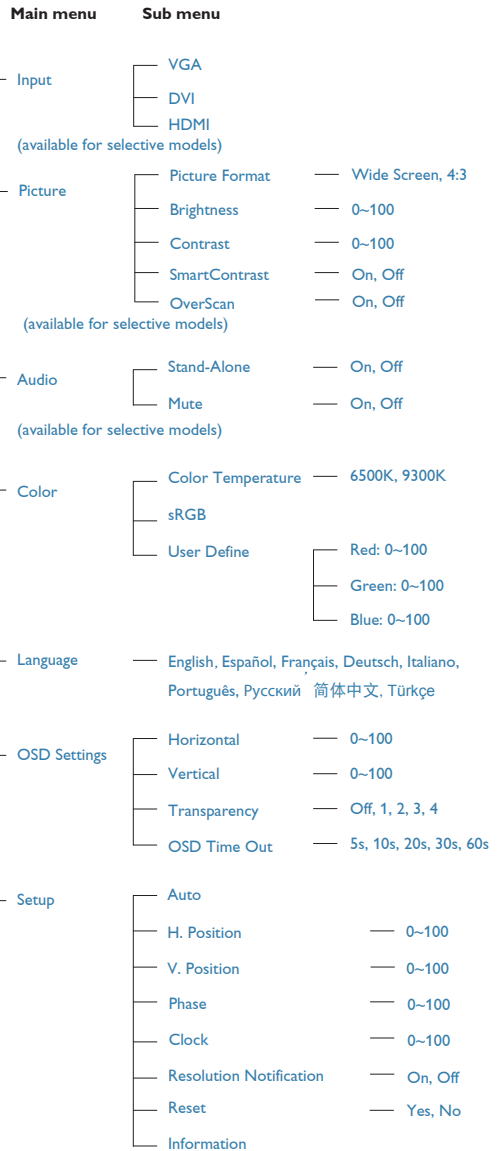 Main menu Sub menu
VGA
Input
DVI
HDMI
(available for selective models)
Picture Format Wide Screen, 4:3
Picture
Brightness 0~100
Contrast 0~100
SmartContrast On, Off
OverScan On, Off
(available for selective models)
Stand-Alone On, Off
Audio
Mute On, Off
(available for selective models)
Color Temperature 6500K, 9300K
Color
sRGB
User Define Red: 0~100
Green: 0~100
Blue: 0~100
Language English, Español, Français, Deutsch, Italiano,
Português, Русский, 简体中文, Türkçe
Horizontal 0~100
OSD Settings
Vertical 0~100
Transparency Off, 1, 2, 3, 4
OSD Time Out 5s, 10s, 20s, 30s, 60s
Setup Auto
H. Position 0~100
V. Position 0~100
Phase 0~100
Clock 0~100
Resolution Notification On, Off
Reset Yes, No
Information